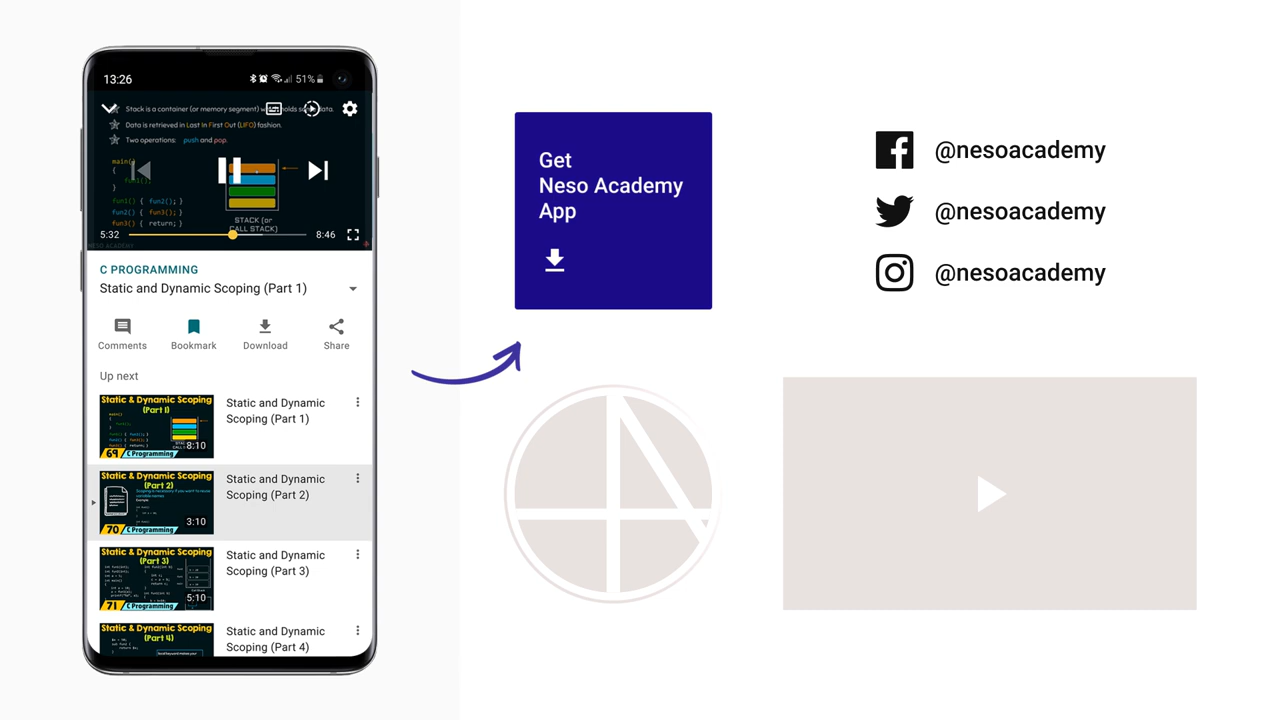 13:26
51%
Stack is a container (or memory segment) w holds s data.
Data is retrieved in Last In First Out (LIFO) fashion.
Two operations: push and pop.
main()
{
fun1();
}
fun1() { fun2(); }
fun2() { fun3(); }
fun3() { return; }
STACK (or
CALL STACK)
5:32
8:46
NESO ACADEMY
C PROGRAMMING
Static and Dynamic Scoping (Part 1)
Comments
Bookmark
Download
Share
Up next
Static & Dynamic Scoping
(Part 1)
8:10
69
C Programming
Static and Dynamic
Scoping (Part 1)
Static & Dynamic Scoping
(Part 2)
3:10
70
C Programming
Static and Dynamic
Scoping (Part 2)
Static & Dynamic Scoping
(Part 3)
5:10
71
C Programming
Static and Dynamic
Scoping (Part 3)
Static & Dynamic Scoping
(Part 4)
Static and Dynamic
Scoping (Part 4)
Get
Neso Academy
App
@nesoacademy
@nesoacademy
@nesoacademy